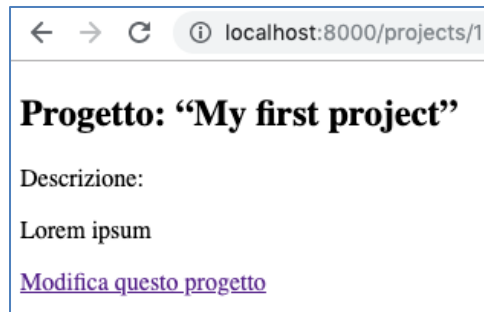 localhost:8000/projects/1
Progetto: “My first project”
Descrizione:
Lorem ipsum
Modifica questo progetto